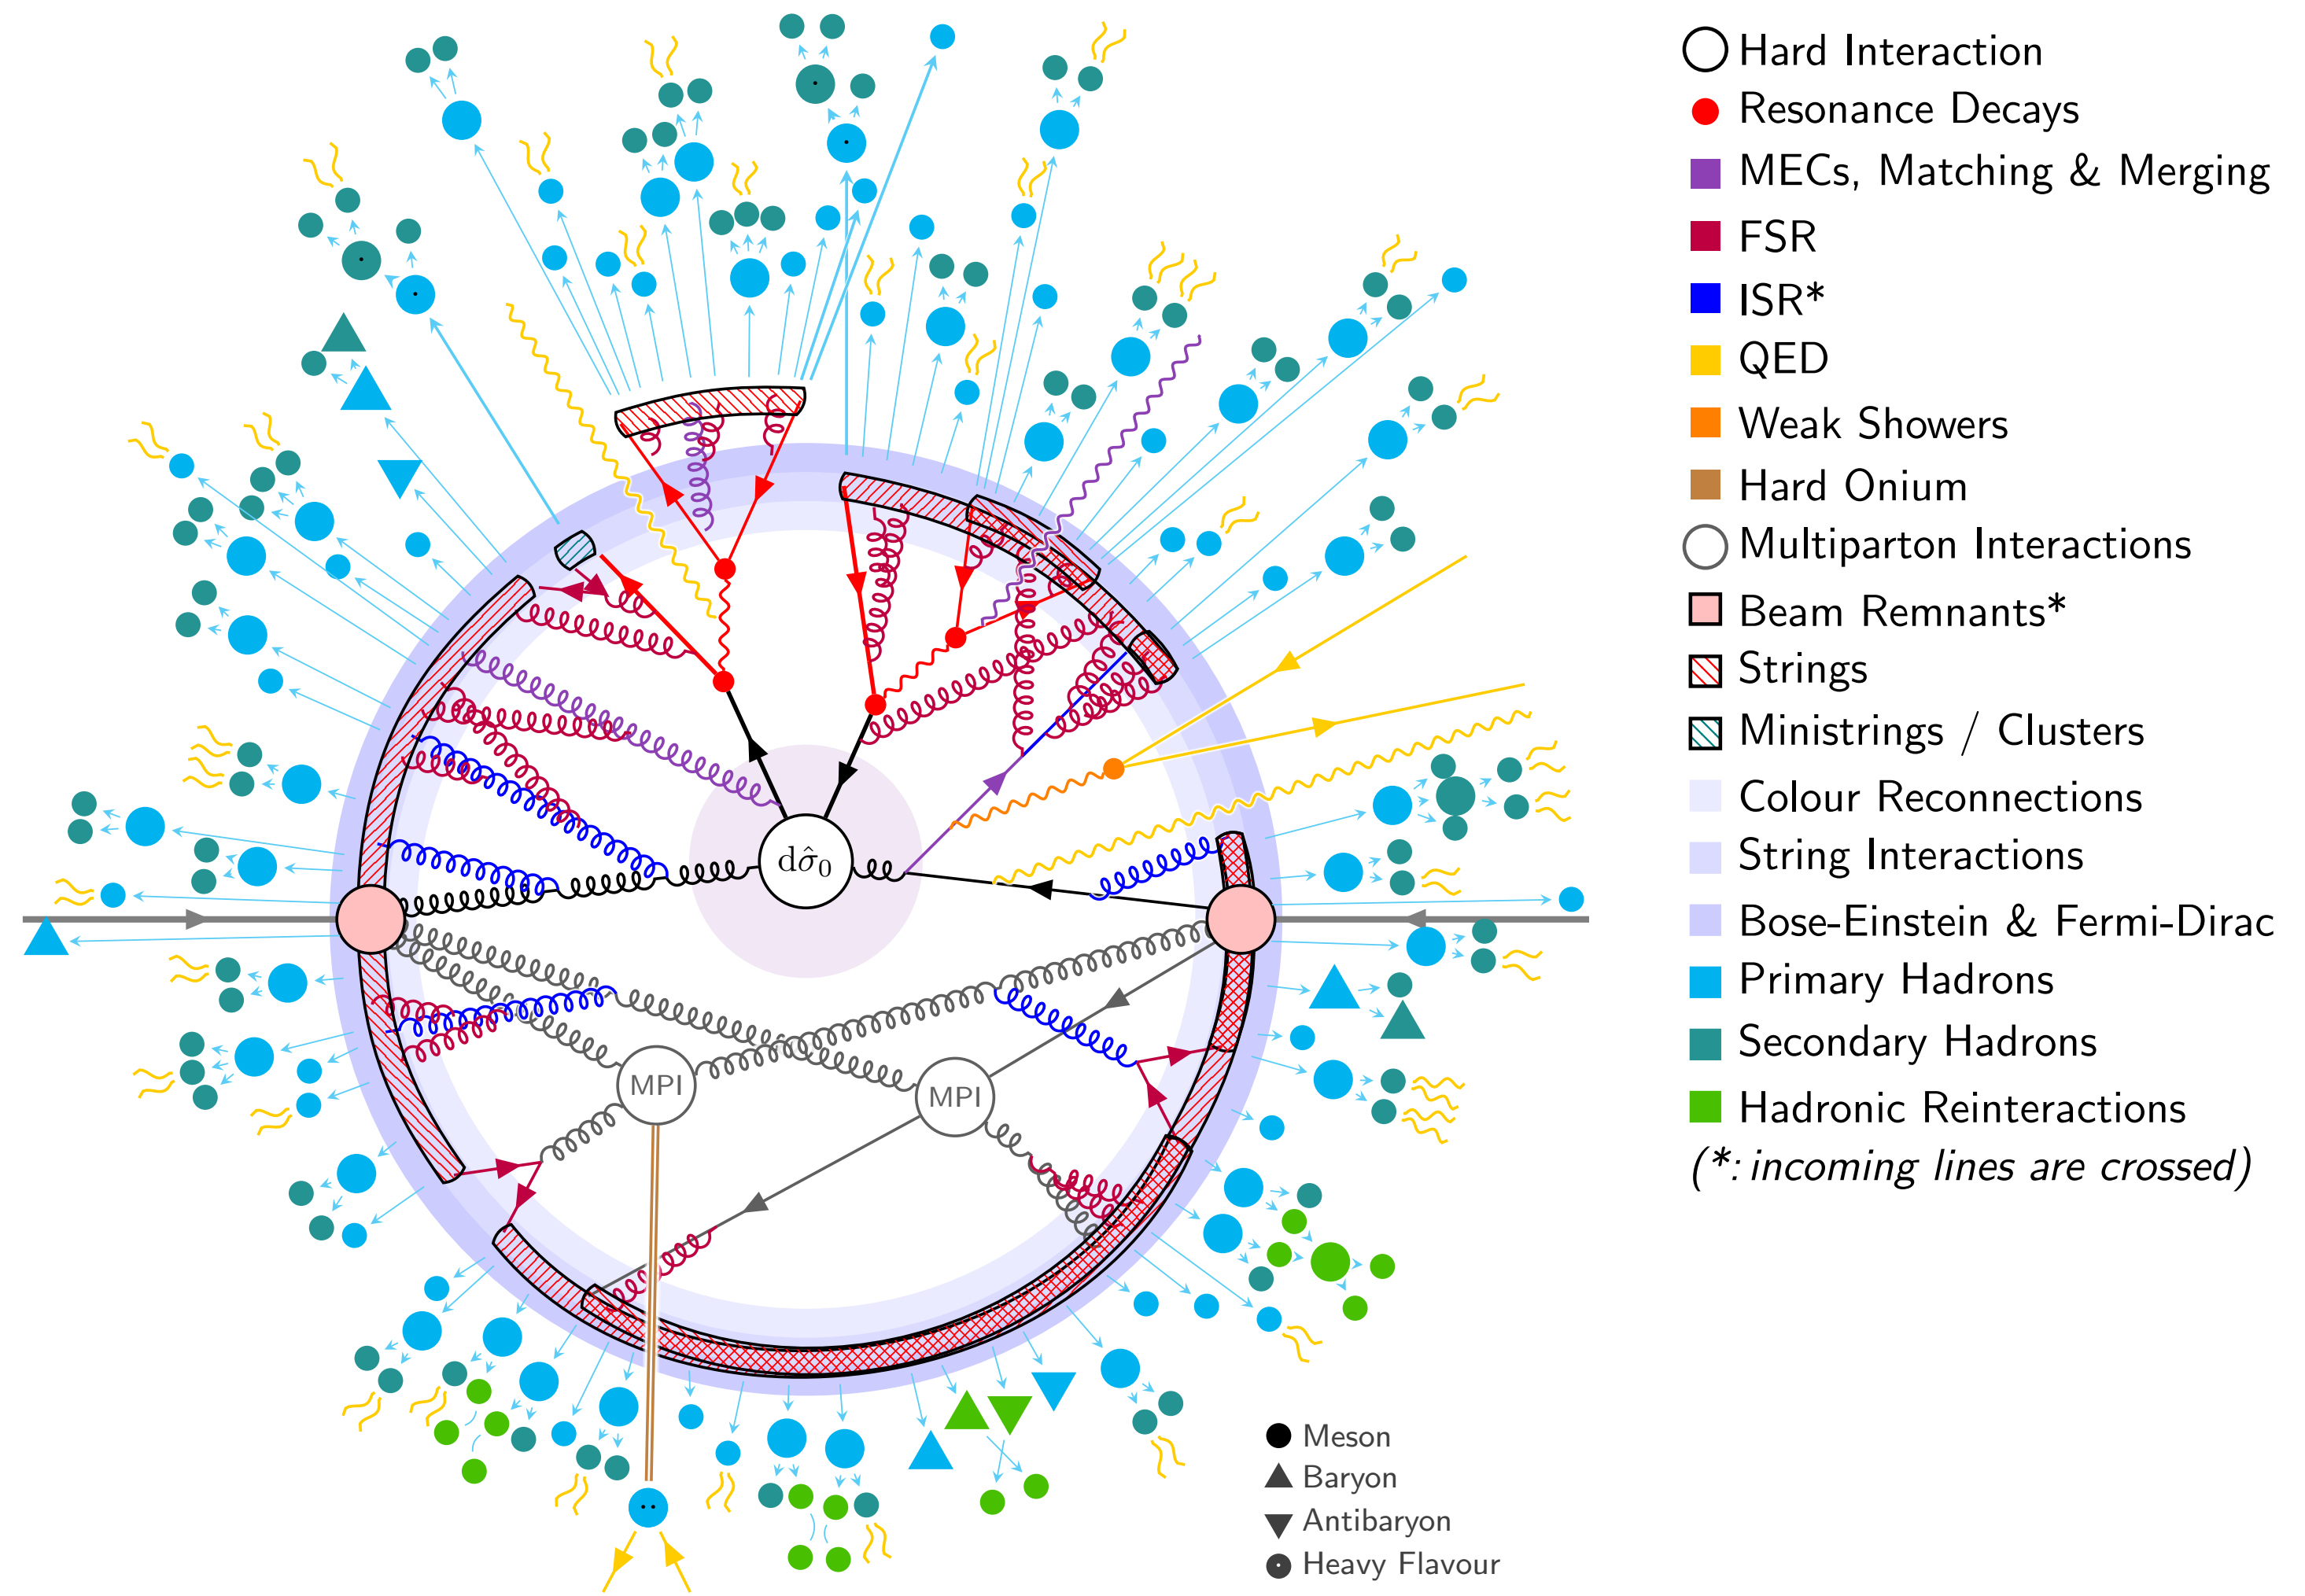 Hard Interaction
Resonance Decays
MECs, Matching & Merging
FSR
ISR*
QED
Weak Showers
Hard Onium
Multiparton Interactions
Beam Remnants*
Strings
Ministrings / Clusters
Colour Reconnections
String Interactions
Bose-Einstein & Fermi-Dirac
Primary Hadrons
Secondary Hadrons
Hadronic Reinteractions
(*: incoming lines are crossed)
dσ̂0
MPI
MPI
Meson
Baryon
Antibaryon
Heavy Flavour